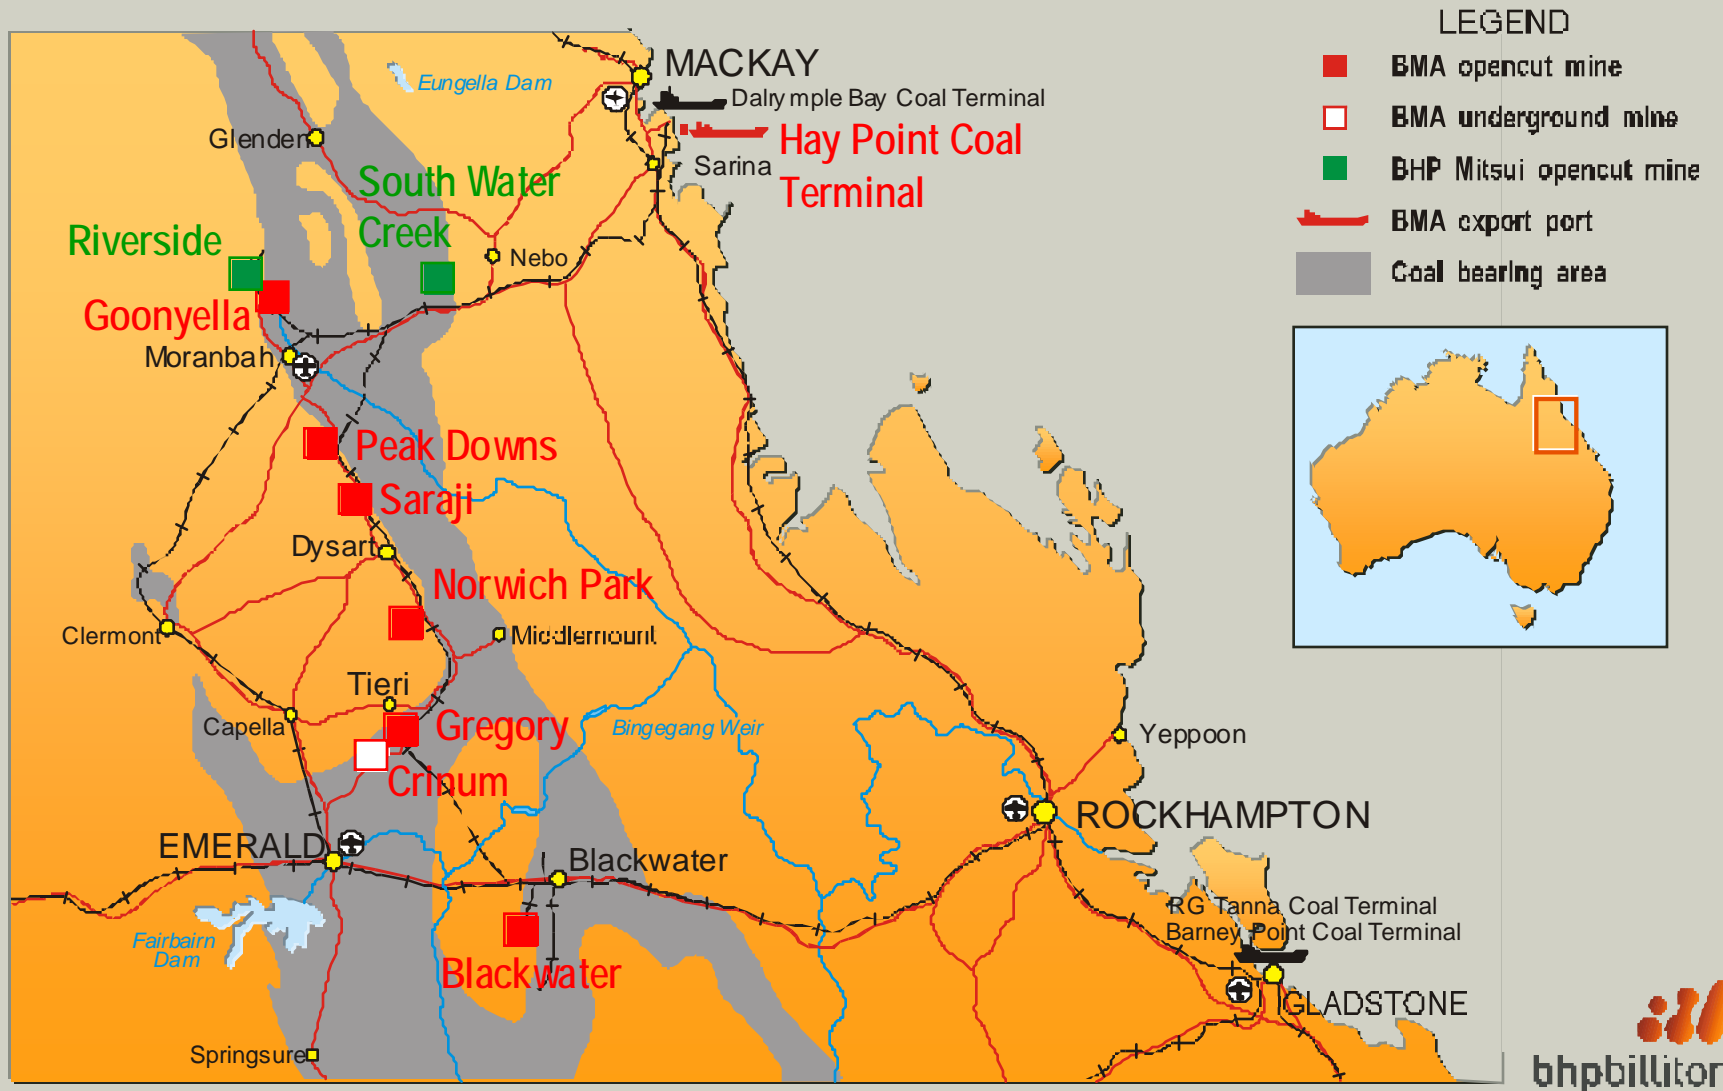 LEGEND
BMA opencut mine
BMA underground mine
BHP Mitsui opencut mine
BMA export port
Coal bearing area
MACKAY
Eungella Dam
Dalrymple Bay Coal Terminal
Hay Point Coal
Terminal
Glenden
Sarina
South Water
Creek
Riverside
Nebo
Goonyella
Moranbah
Peak Downs
Saraji
Dysart
Norwich Park
Clermont
Middlemount
Tieri
Capella
Gregory
Bingegang Weir
Yeppoon
Crinum
ROCKHAMPTON
EMERALD
Blackwater
RG Tanna Coal Terminal
Barney Point Coal Terminal
Fairbairn
Dam
Blackwater
GLADSTONE
Springsure
bhpbilliton